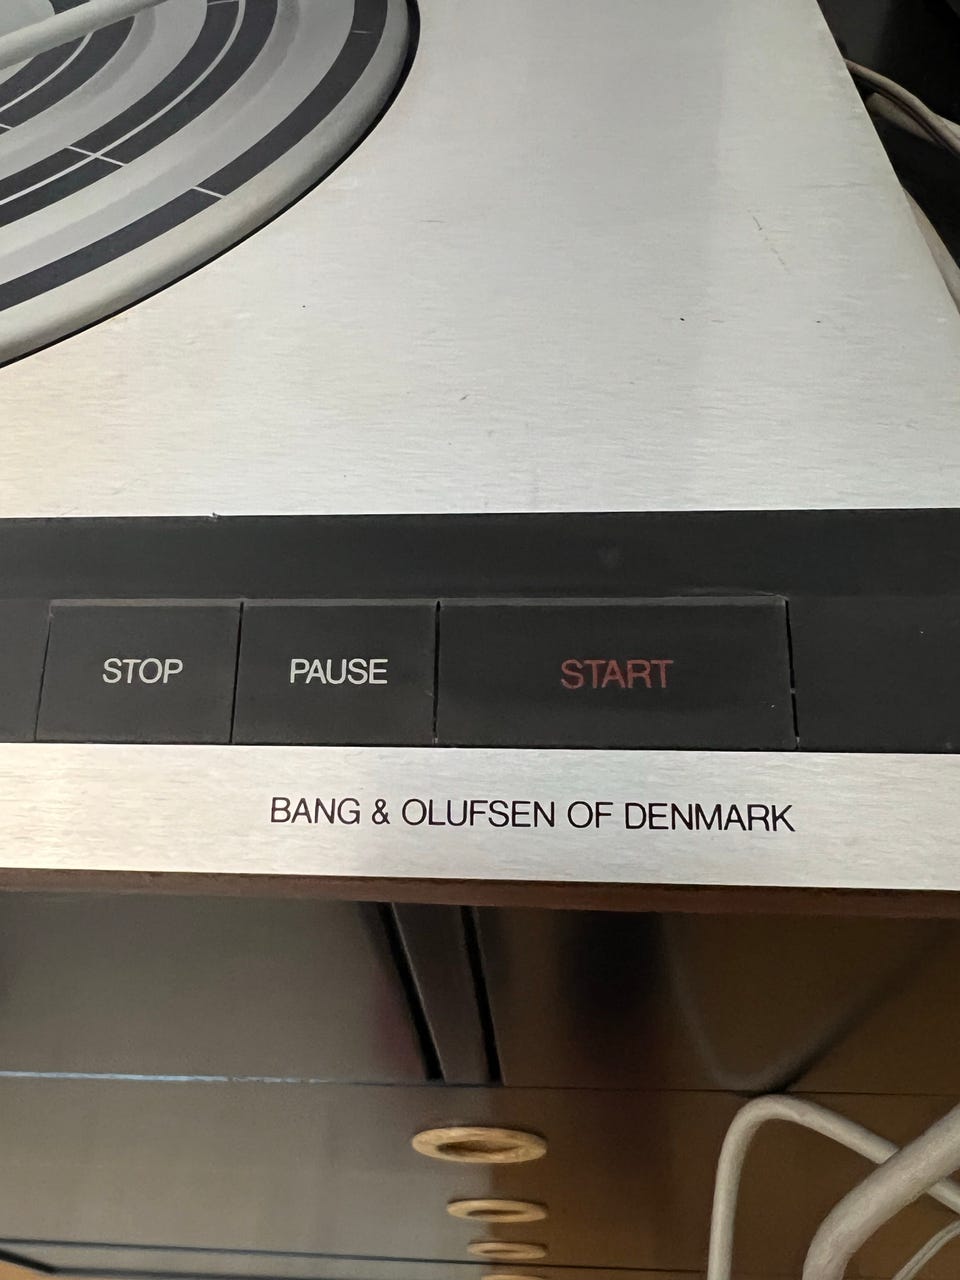 STOP PAUSE START
BANG & OLUFSEN OF DENMARK